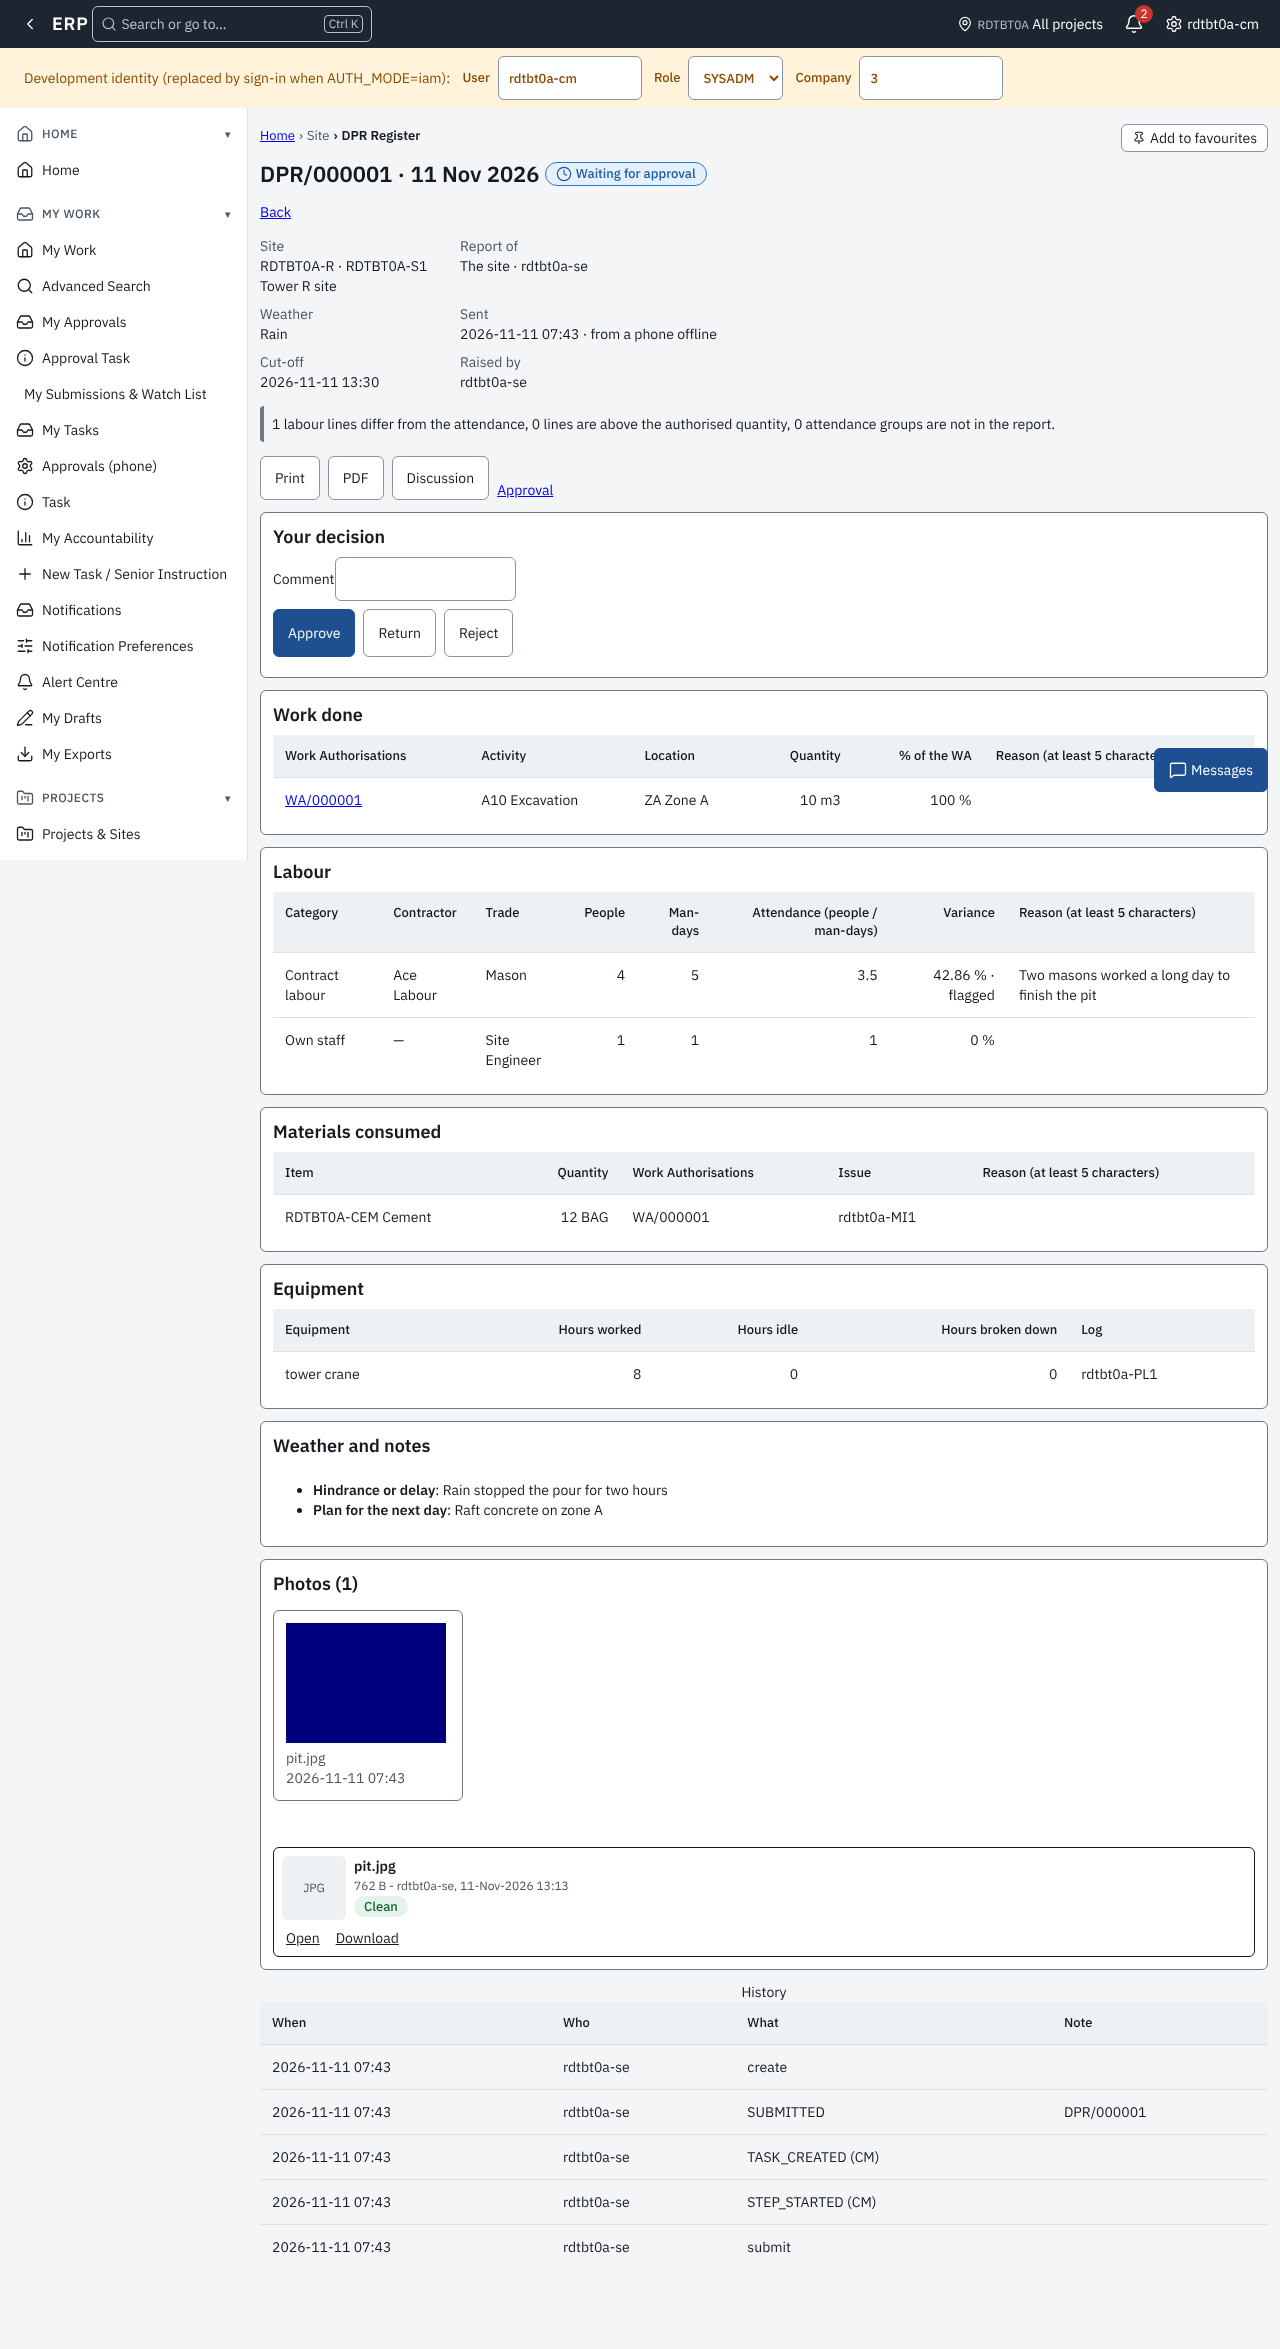 ERP
Search or go to...
Ctrl K
RDTBT0A All projects
2
rdtbt0a-cm
Development identity (replaced by sign-in when AUTH_MODE=iam):
User
rdtbt0a-cm
Role
SYSADM
Company
3
HOME
Home
MY WORK
My Work
Advanced Search
My Approvals
Approval Task
My Submissions & Watch List
My Tasks
Approvals (phone)
Task
My Accountability
New Task / Senior Instruction
Notifications
Notification Preferences
Alert Centre
My Drafts
My Exports
PROJECTS
Projects & Sites
Home › Site › DPR Register
Add to favourites
DPR/000001 · 11 Nov 2026
Waiting for approval
Back
Site
RDTBT0A-R · RDTBT0A-S1
Tower R site
Report of
The site · rdtbt0a-se
Weather
Rain
Sent
2026-11-11 07:43 · from a phone offline
Cut-off
2026-11-11 13:30
Raised by
rdtbt0a-se
1 labour lines differ from the attendance, 0 lines are above the authorised quantity, 0 attendance groups are not in the report.
Print
PDF
Discussion
Approval
Your decision
Comment
Approve
Return
Reject
Work done
Work Authorisations Activity Location Quantity % of the WA Reason (at least 5
WA/000001 A10 Excavation ZA Zone A 10 m3 100 %
Messages
Labour
Category Contractor Trade People Man-days Attendance (people / man-days) Variance Reason (at least 5 characters)
Contract labour Ace Labour Mason 4 5 3.5 42.86 % · flagged Two masons worked a long day to finish the pit
Own staff — Site Engineer 1 1 1 0 %
Materials consumed
Item Quantity Work Authorisations Issue Reason (at least 5 characters)
RDTBT0A-CEM Cement 12 BAG WA/000001 rdtbt0a-MI1
Equipment
Equipment Hours worked Hours idle Hours broken down Log
tower crane 8 0 0 rdtbt0a-PL1
Weather and notes
Hindrance or delay: Rain stopped the pour for two hours
Plan for the next day: Raft concrete on zone A
Photos (1)
pit.jpg
2026-11-11 07:43
JPG
pit.jpg
762 B - rdtbt0a-se, 11-Nov-2026 13:13
Clean
Open
Download
History
When Who What Note
2026-11-11 07:43 rdtbt0a-se create
2026-11-11 07:43 rdtbt0a-se SUBMITTED DPR/000001
2026-11-11 07:43 rdtbt0a-se TASK_CREATED (CM)
2026-11-11 07:43 rdtbt0a-se STEP_STARTED (CM)
2026-11-11 07:43 rdtbt0a-se submit